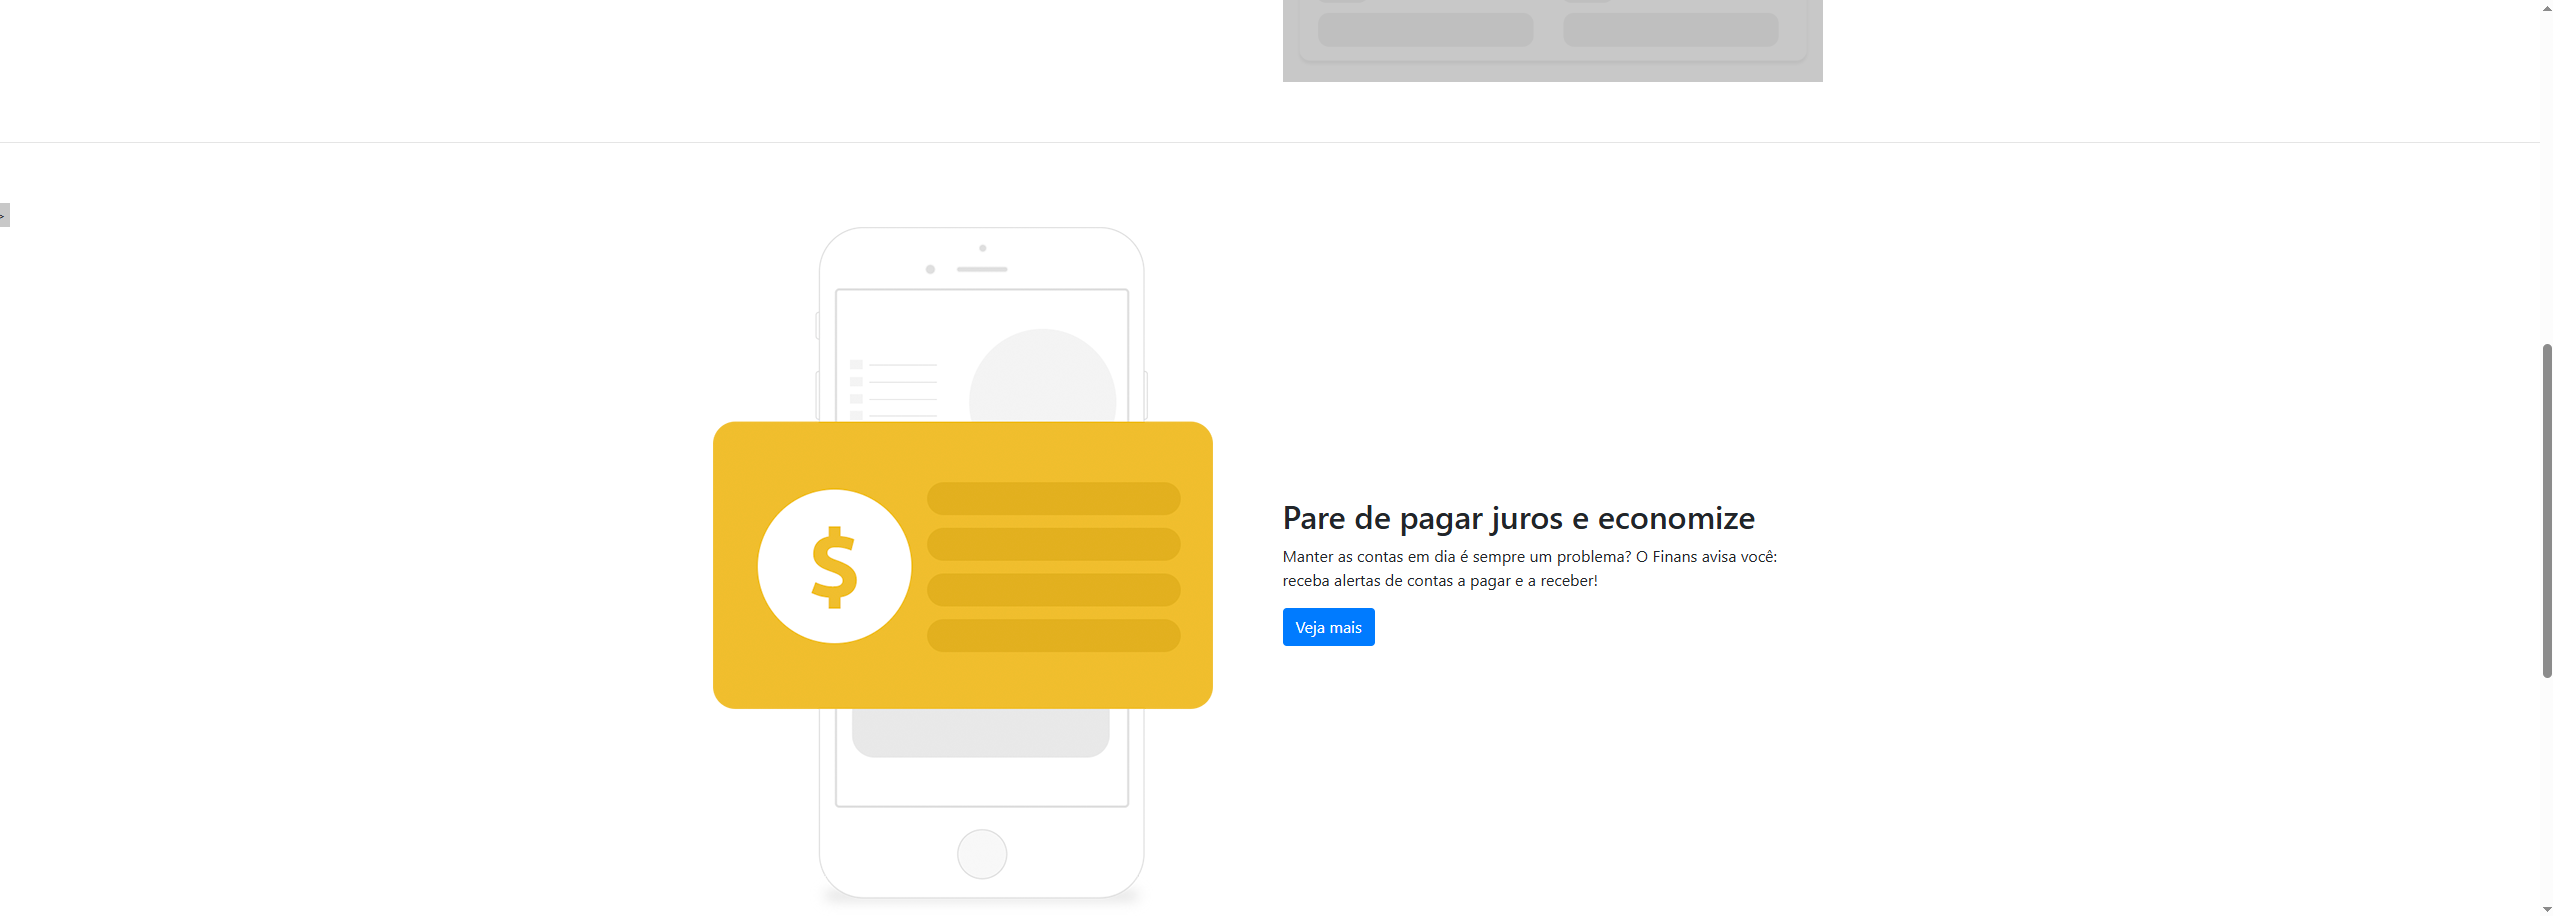 >
$
Pare de pagar juros e economize
Manter as contas em dia é sempre um problema? O Finans avisa você:
receba alertas de contas a pagar e a receber!
Veja mais